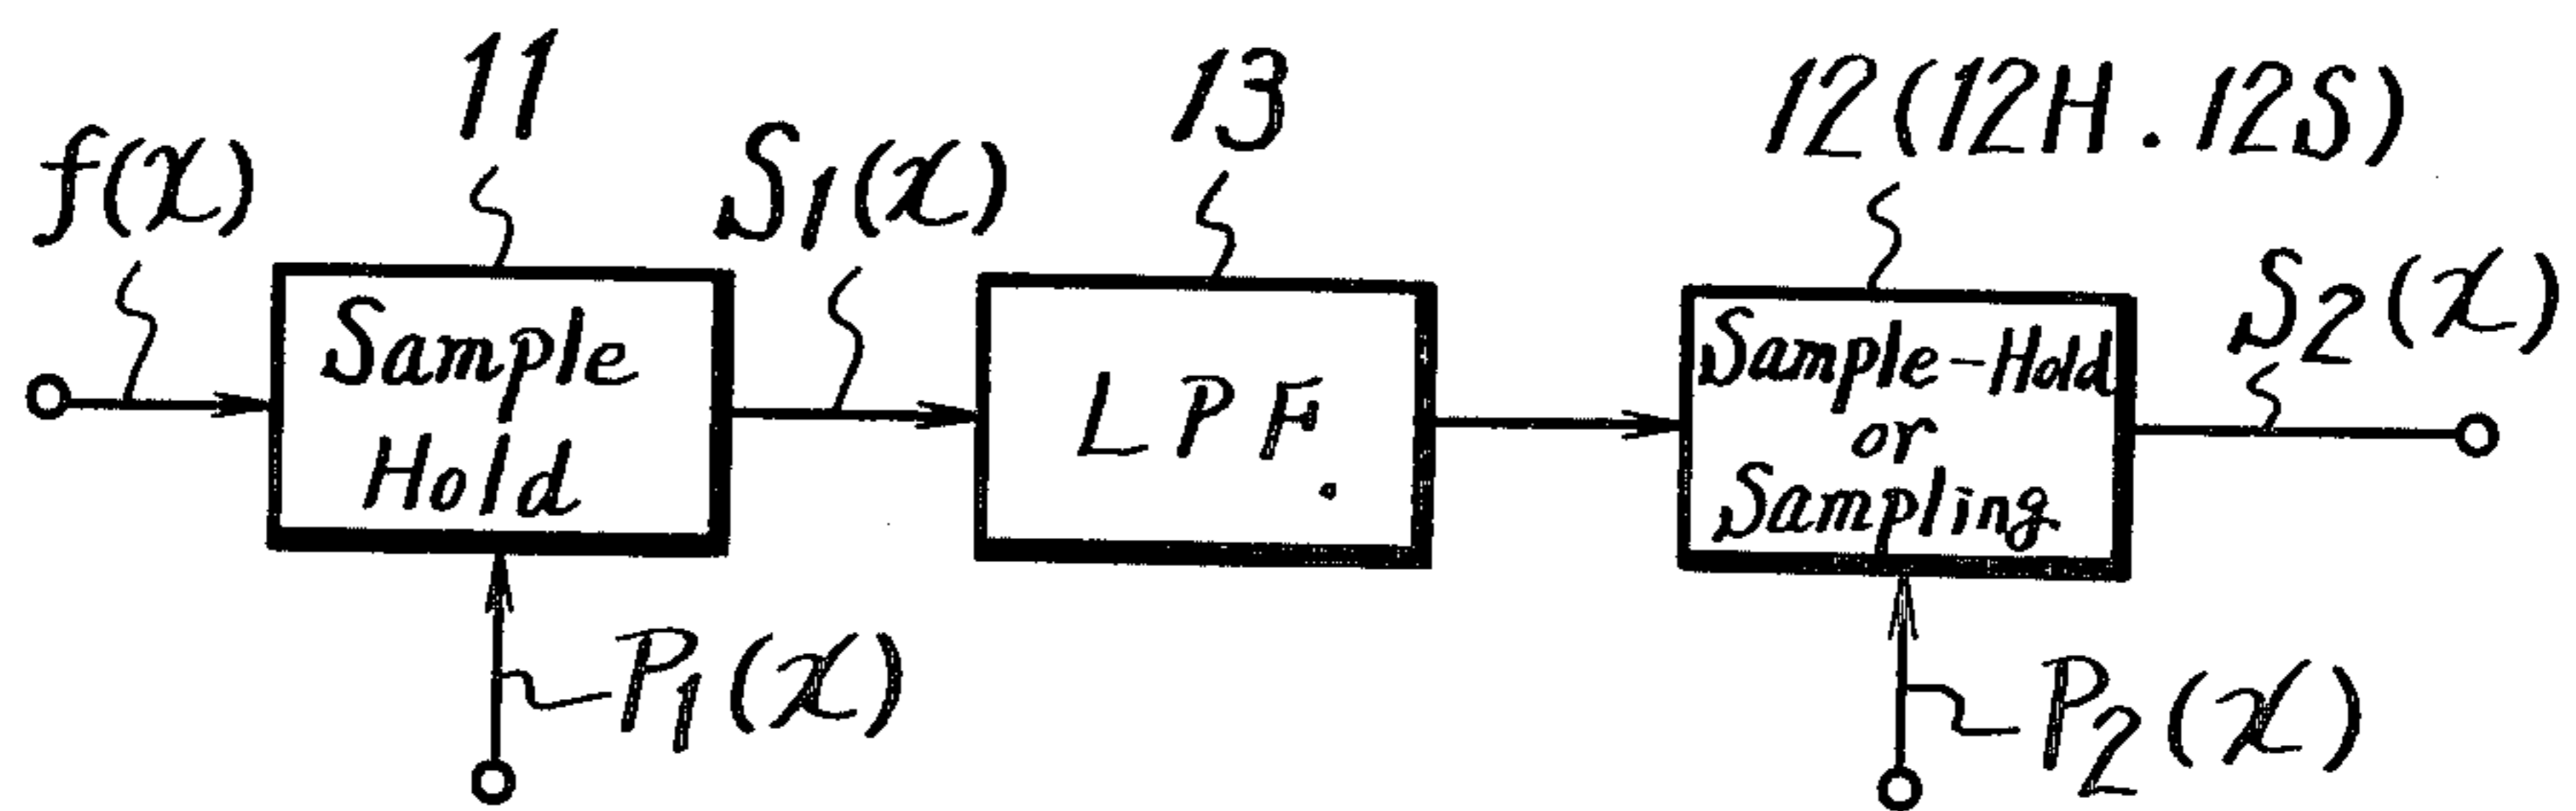 11
13
12(12H . 12S)
f(x)
S1(x)
S2(x)
Sample
Hold
LPF.
Sample-Hold
or
Sampling
P1(x)
P2(x)